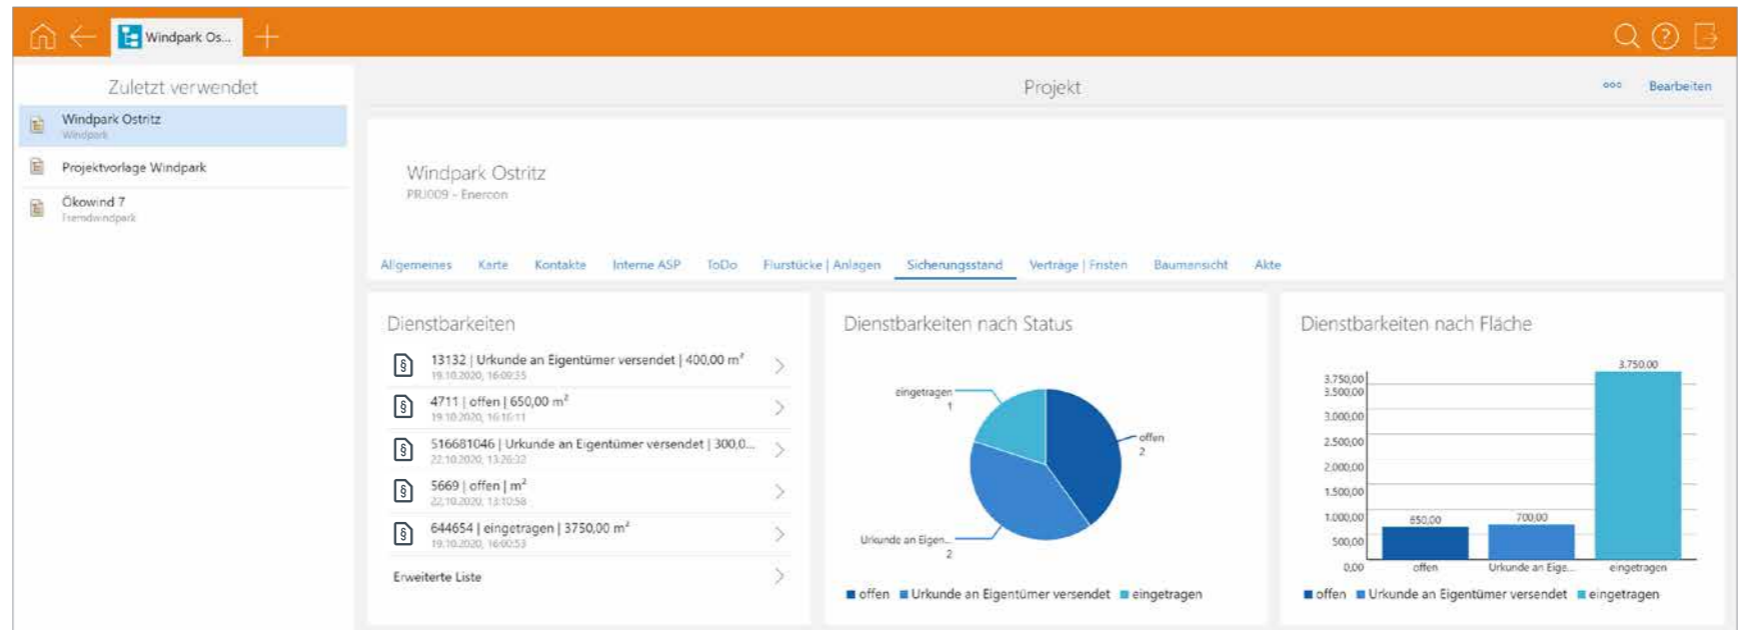 Windpark Os...
Zuletzt verwendet
Windpark Ostritz
Windpark
Projektvorlage Windpark
Ökowind 7
Fremdwindpark
Projekt
Bearbeiten
Windpark Ostritz
PRJ009 - Enercon
Allgemeines Karte Kontakte Interne ASP ToDo Flurstücke | Anlagen Sicherungsstand Verträge | Fristen Baumansicht Akte
Dienstbarkeiten
13132 | Urkunde an Eigentümer versendet | 400,00 m²
19.10.2020, 16:09:35
4711 | offen | 650,00 m²
19.10.2020, 16:16:11
516681046 | Urkunde an Eigentümer versendet | 300,0...
22.10.2020, 13:26:32
5669 | offen | m²
22.10.2020, 13:10:58
644654 | eingetragen | 3750,00 m²
19.10.2020, 16:00:53
Erweiterte Liste
Dienstbarkeiten nach Status
eingetragen
1
offen
2
Urkunde an Eigen...
2
offen Urkunde an Eigentümer versendet eingetragen
Dienstbarkeiten nach Fläche
3.750,00
3.750,00
3.500,00
3.000,00
2.500,00
2.000,00
1.500,00
1.000,00
500,00
0,00
650,00
700,00
offen Urkunde an Eige... eingetragen
offen Urkunde an Eigentümer versendet eingetragen